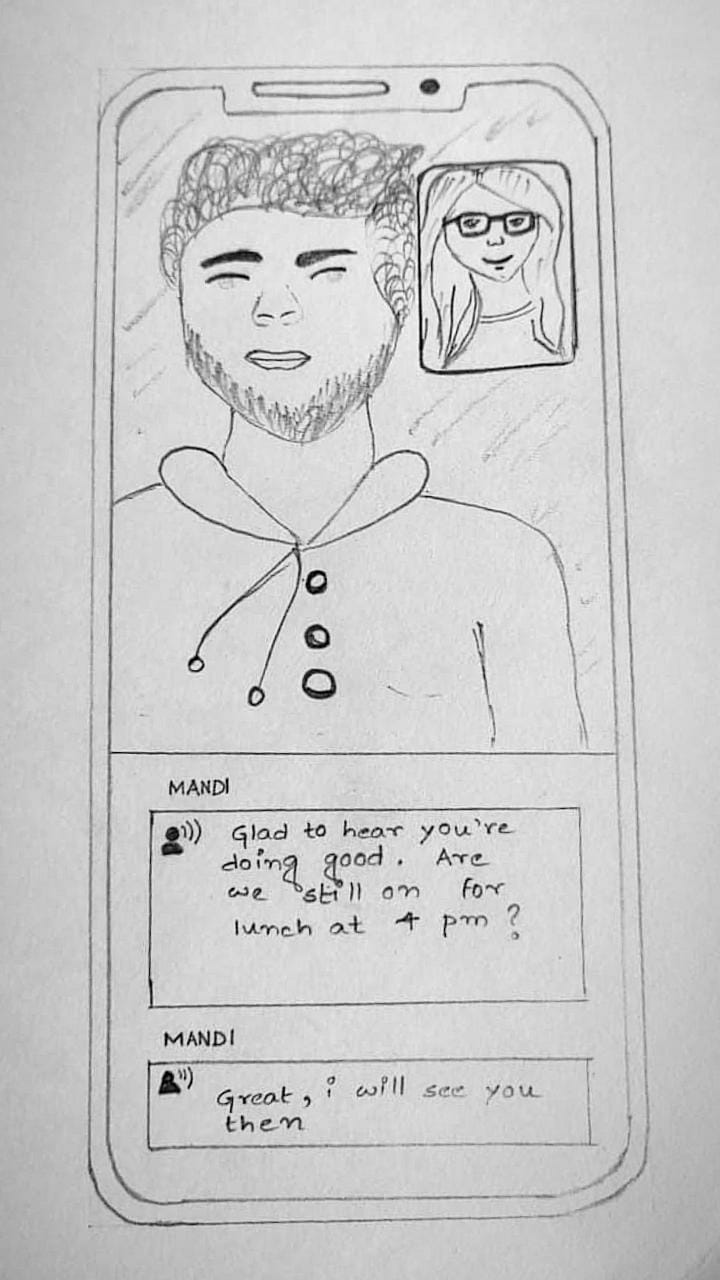 MANDI
Glad to hear you're
doing good. Are
we still on for
lunch at 4 pm?
MANDI
Great, i will see you
then